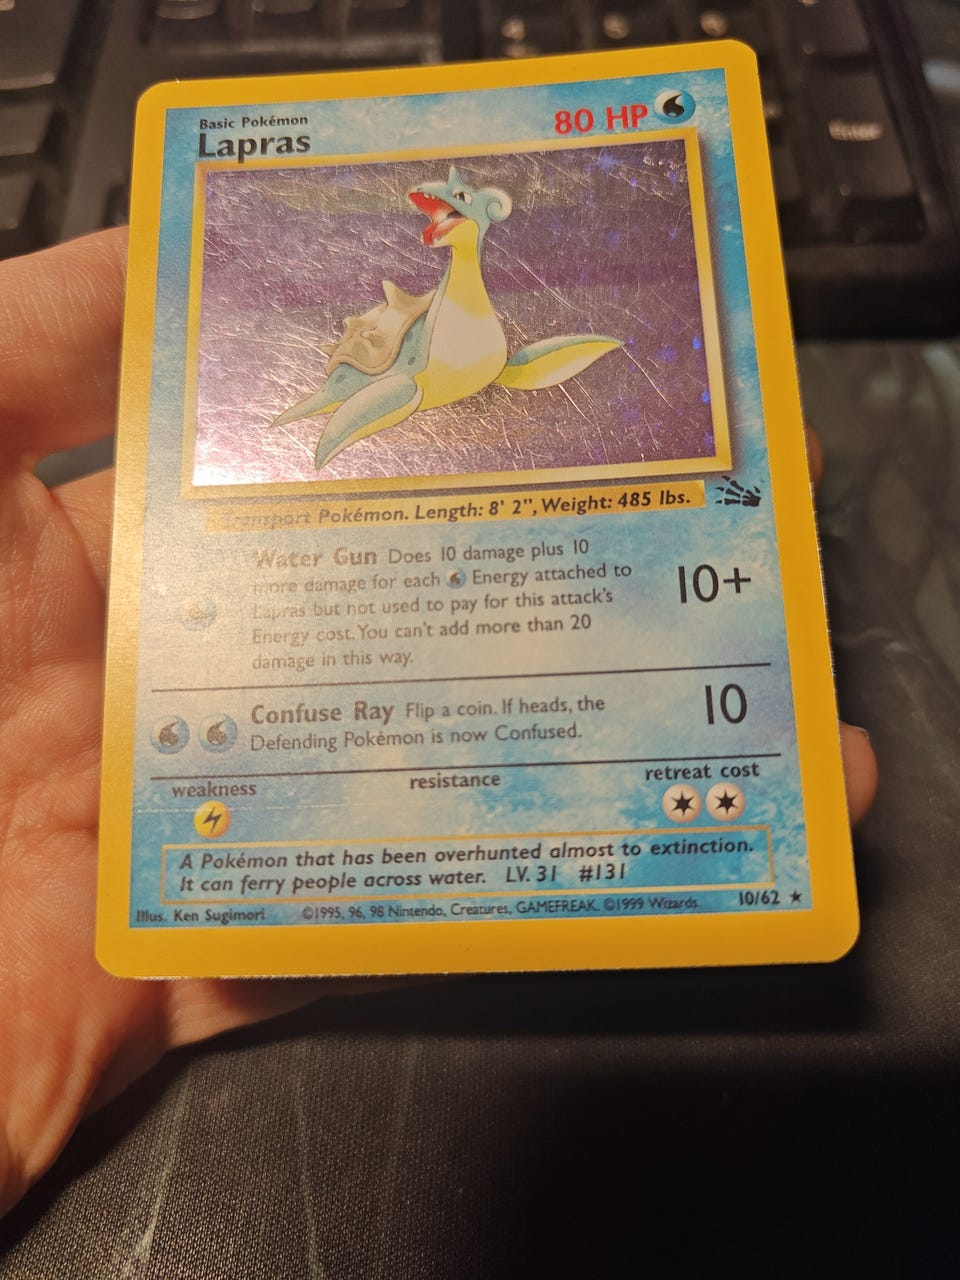 Basic Pokémon
Lapras
80 HP
Transport Pokémon. Length: 8' 2", Weight: 485 lbs.
Water Gun Does 10 damage plus 10
more damage for each Energy attached to
Lapras but not used to pay for this attack's
Energy cost. You can't add more than 20
damage in this way.
10+
Confuse Ray Flip a coin. If heads, the
Defending Pokémon is now Confused.
10
weakness
resistance
retreat cost
A Pokémon that has been overhunted almost to extinction.
It can ferry people across water. LV. 31 #131
Illus. Ken Sugimori
©1995, 96, 98 Nintendo, Creatures, GAMEFREAK. ©1999 Wizards.
10/62 ★